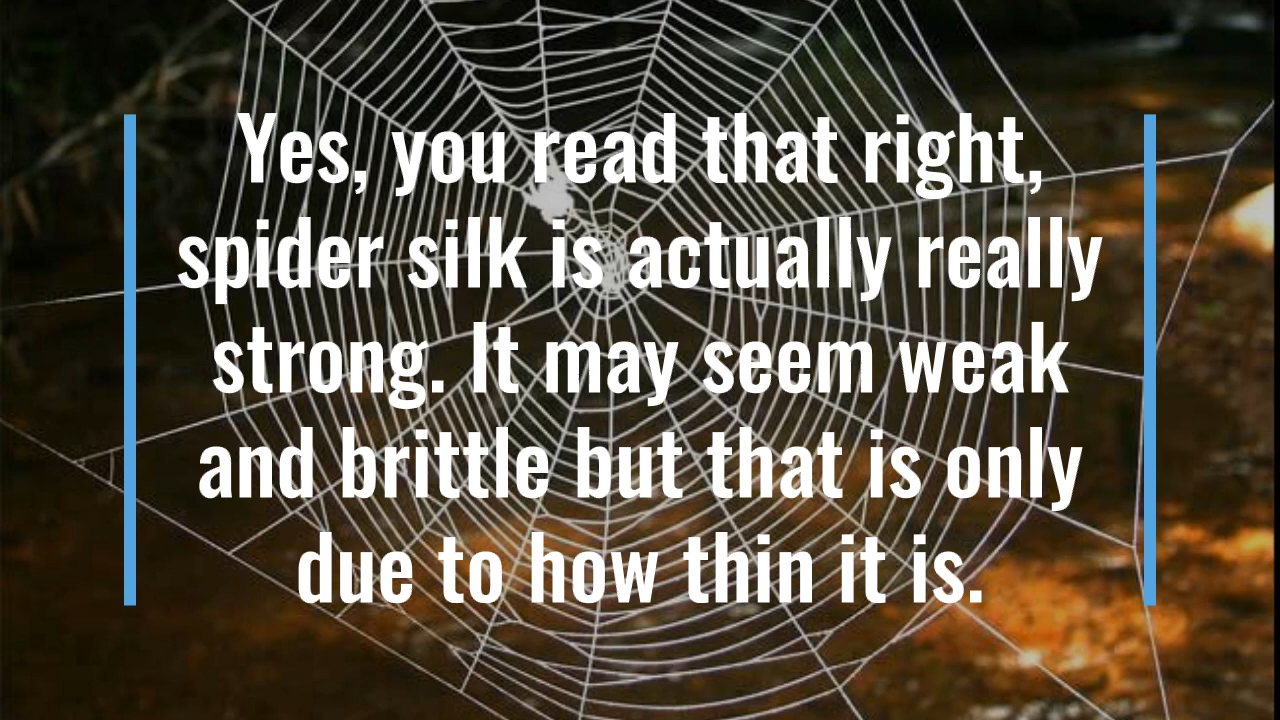 Yes, you read that right,
spider silk is actually really
strong. It may seem weak
and brittle but that is only
due to how thin it is.